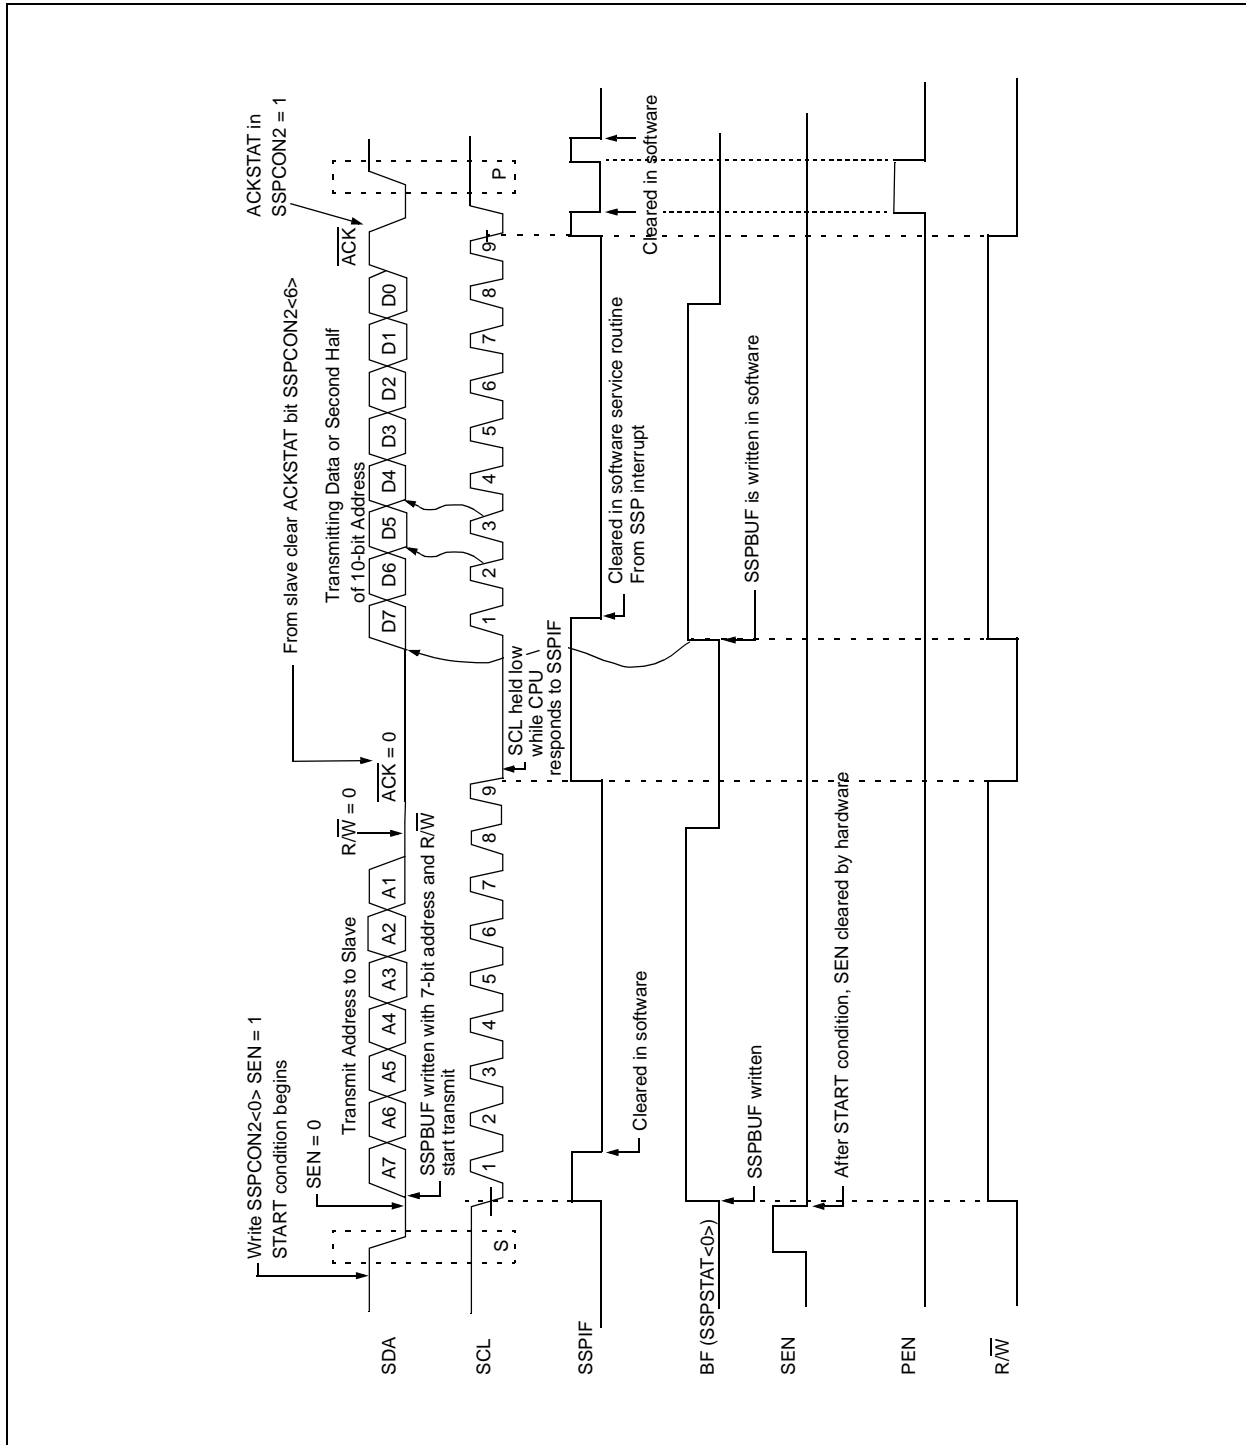 Write SSPCON2<0> SEN = 1
START condition begins
SEN = 0
Transmit Address to Slave
R/W = 0
From slave clear ACKSTAT bit SSPCON2<6>
ACK = 0
Transmitting Data or Second Half
of 10-bit Address
ACK
ACKSTAT in
SSPCON2 = 1
SDA
A7 A6 A5 A4 A3 A2 A1
D7 D6 D5 D4 D3 D2 D1 D0
SSPBUF written with 7-bit address and R/W
start transmit
SCL
S
1 2 3 4 5 6 7 8 9
1 2 3 4 5 6 7 8 9
P
SCL held low
while CPU
responds to SSPIF
SSPIF
Cleared in software
Cleared in software service routine
From SSP interrupt
Cleared in software
Cleared in software
BF (SSPSTAT<0>)
SSPBUF written
SSPBUF is written in software
SEN
After START condition, SEN cleared by hardware
PEN
R/W